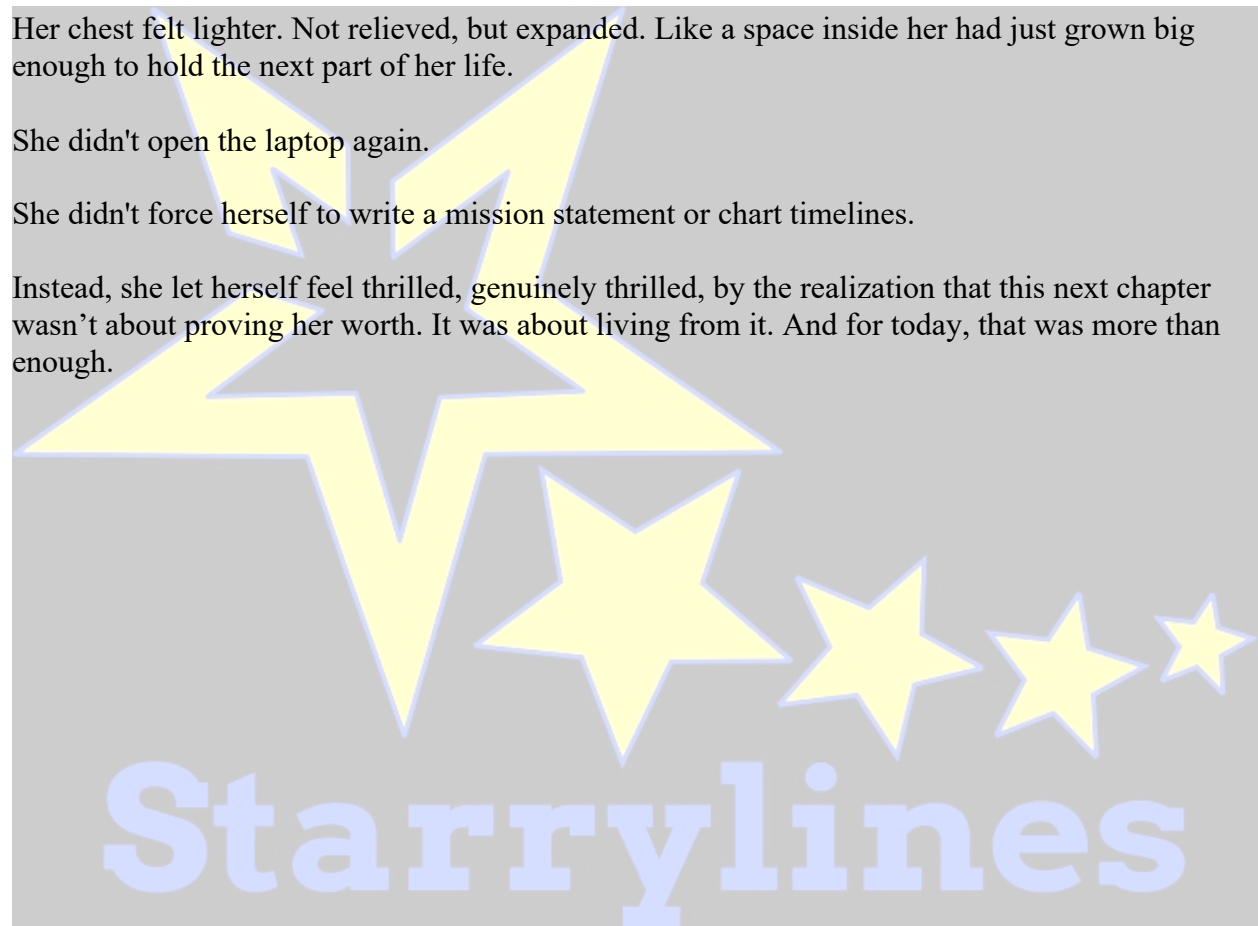 Her chest felt lighter. Not relieved, but expanded. Like a space inside her had just grown big
enough to hold the next part of her life.
She didn't open the laptop again.
She didn't force herself to write a mission statement or chart timelines.
Instead, she let herself feel thrilled, genuinely thrilled, by the realization that this next chapter
wasn’t about proving her worth. It was about living from it. And for today, that was more than
enough.
Starrylines